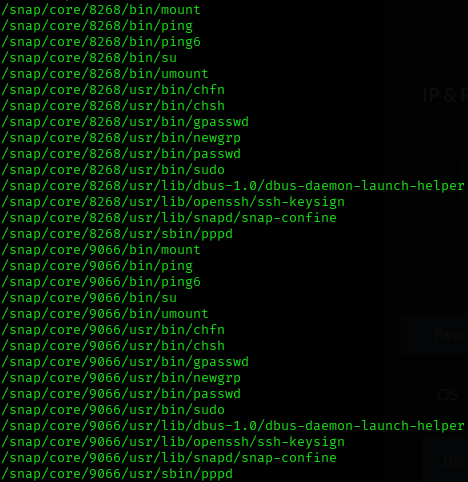 /snap/core/8268/bin/mount
/snap/core/8268/bin/ping
/snap/core/8268/bin/ping6
/snap/core/8268/bin/su
/snap/core/8268/bin/umount
/snap/core/8268/usr/bin/chfn
/snap/core/8268/usr/bin/chsh
/snap/core/8268/usr/bin/gpasswd
/snap/core/8268/usr/bin/newgrp
/snap/core/8268/usr/bin/passwd
/snap/core/8268/usr/bin/sudo
/snap/core/8268/usr/lib/dbus-1.0/dbus-daemon-launch-helper
/snap/core/8268/usr/lib/openssh/ssh-keysign
/snap/core/8268/usr/lib/snapd/snap-confine
/snap/core/8268/usr/sbin/pppd
/snap/core/9066/bin/mount
/snap/core/9066/bin/ping
/snap/core/9066/bin/ping6
/snap/core/9066/bin/su
/snap/core/9066/bin/umount
/snap/core/9066/usr/bin/chfn
/snap/core/9066/usr/bin/chsh
/snap/core/9066/usr/bin/gpasswd
/snap/core/9066/usr/bin/newgrp
/snap/core/9066/usr/bin/passwd
/snap/core/9066/usr/bin/sudo
/snap/core/9066/usr/lib/dbus-1.0/dbus-daemon-launch-helper
/snap/core/9066/usr/lib/openssh/ssh-keysign
/snap/core/9066/usr/lib/snapd/snap-confine
/snap/core/9066/usr/sbin/pppd
IP &
OS